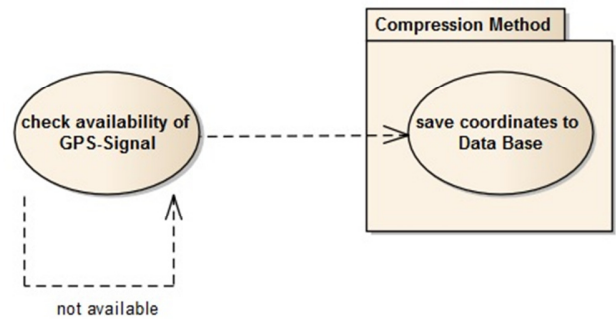 Compression Method
check availability of
GPS-Signal
save coordinates to
Data Base
not available